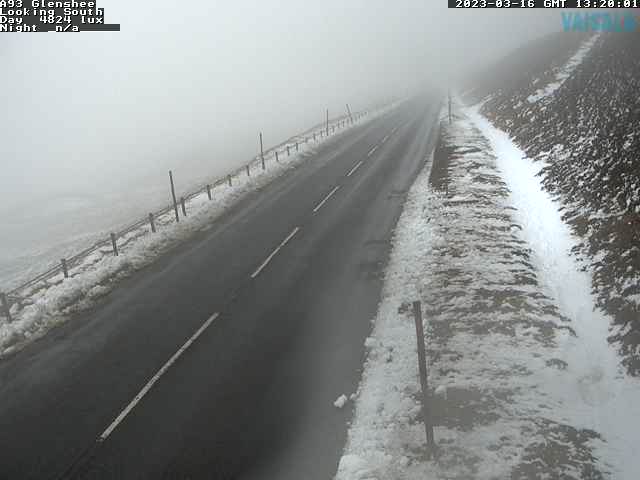 A93 Glenshee
Looking South
Day 4824 lux
Night n/a
2023-03-16 GMT 13:20:01
VAISALA